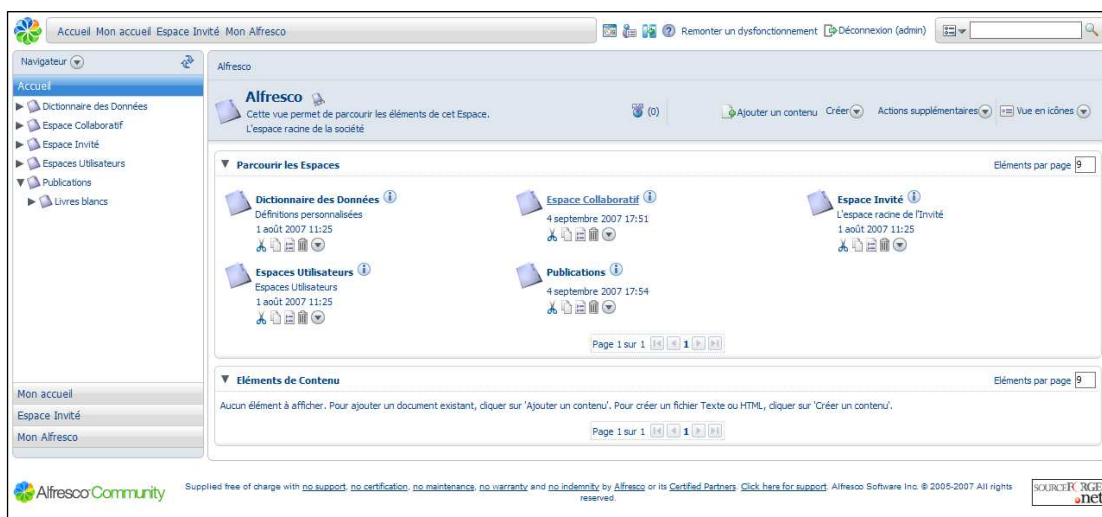 Accueil Mon accueil Espace Invité Mon Alfresco
Remonter un dysfonctionnement Déconnexion (admin)
Navigateur
Accueil
Dictionnaire des Données
Espace Collaboratif
Espace Invité
Espaces Utilisateurs
Publications
Livres blancs
Mon accueil
Espace Invité
Mon Alfresco
Alfresco
Alfresco
Cette vue permet de parcourir les éléments de cet Espace.
L'espace racine de la société
(0)
Ajouter un contenu Créer Actions supplémentaires Vue en icônes
Parcourir les Espaces
Eléments par page 9
Dictionnaire des Données
Définitions personnalisées
1 août 2007 11:25
Espace Collaboratif
4 septembre 2007 17:51
Espace Invité
L'espace racine de l'Invité
1 août 2007 11:25
Espaces Utilisateurs
Espaces Utilisateurs
1 août 2007 11:25
Publications
4 septembre 2007 17:54
Page 1 sur 1 1
Eléments de Contenu
Eléments par page 9
Aucun élément à afficher. Pour ajouter un document existant, cliquer sur 'Ajouter un contenu'. Pour créer un fichier Texte ou HTML, cliquer sur 'Créer un contenu'.
Page 1 sur 1 1
Alfresco Community
Supplied free of charge with no support, no certification, no maintenance, no warranty and no indemnity by Alfresco or its Certified Partners. Click here for support. Alfresco Software Inc. © 2005-2007 All rights
reserved.
SOURCEFORGE
.net